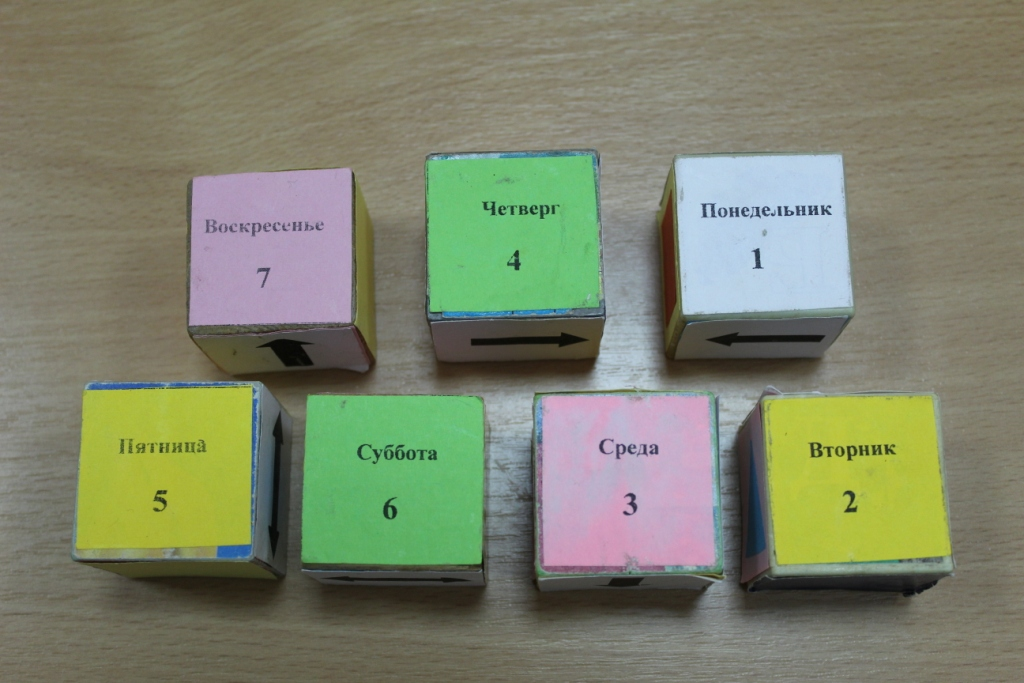 Воскресенье
7
Четверг
4
Понедельник
1
Пятница
5
Суббота
6
Среда
3
Вторник
2